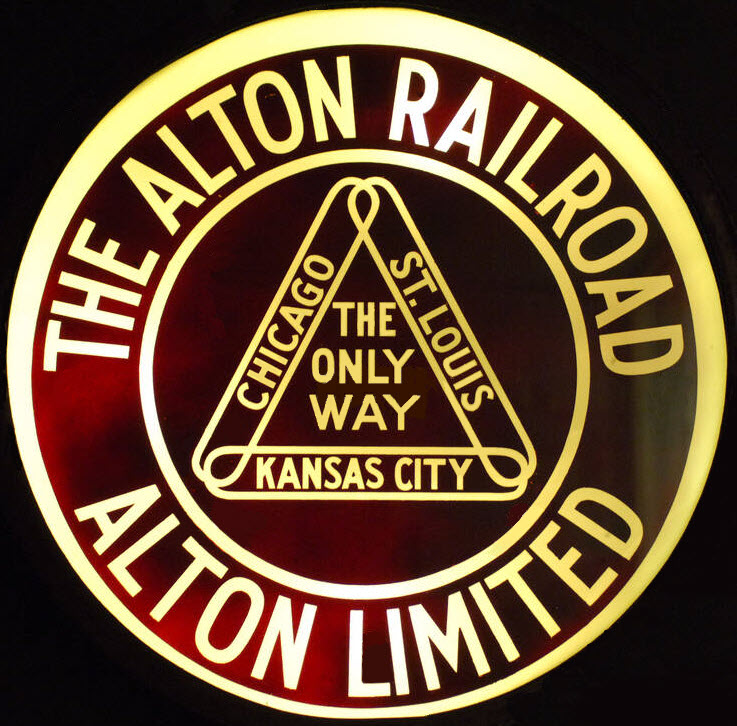 THE ALTON RAILROAD
CHICAGO
ST. LOUIS
THE
ONLY
WAY
KANSAS CITY
ALTON LIMITED